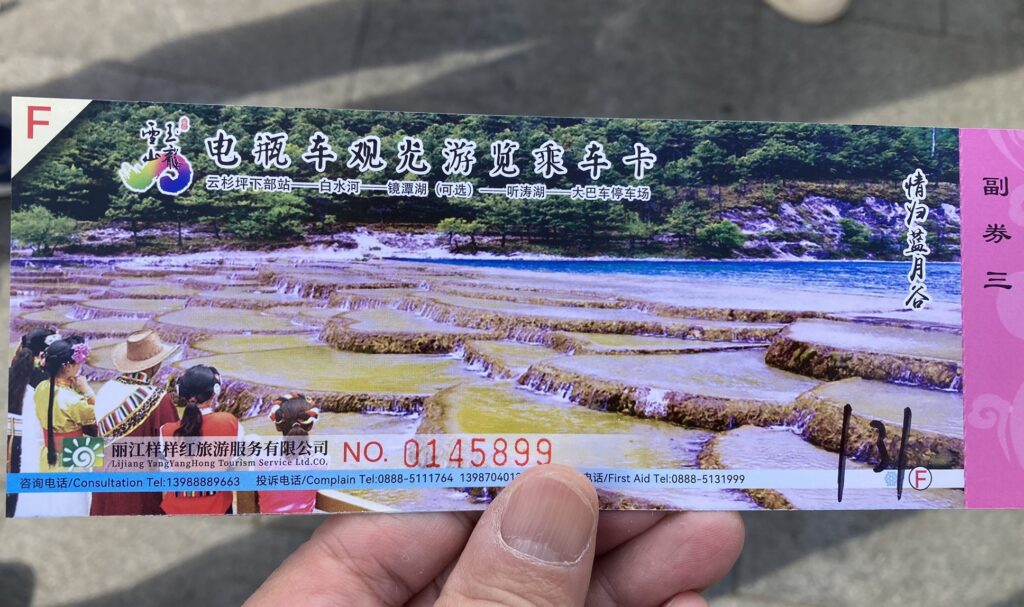 F
玉龙
雪山
电瓶车观光游览乘车卡
云杉坪下部站——白水河——镜潭湖（可选）——听涛湖——大巴车停车场
情归蓝月谷
副券三
丽江样样红旅游服务有限公司
Lijiang YangYangHong Tourism Service Ltd.CO.
NO. 0145899
咨询电话/Consultation Tel:13988889663 投诉电话/Complain Tel:0888-5111764 1398704013 话/First Aid Tel:0888-5131999
131
F